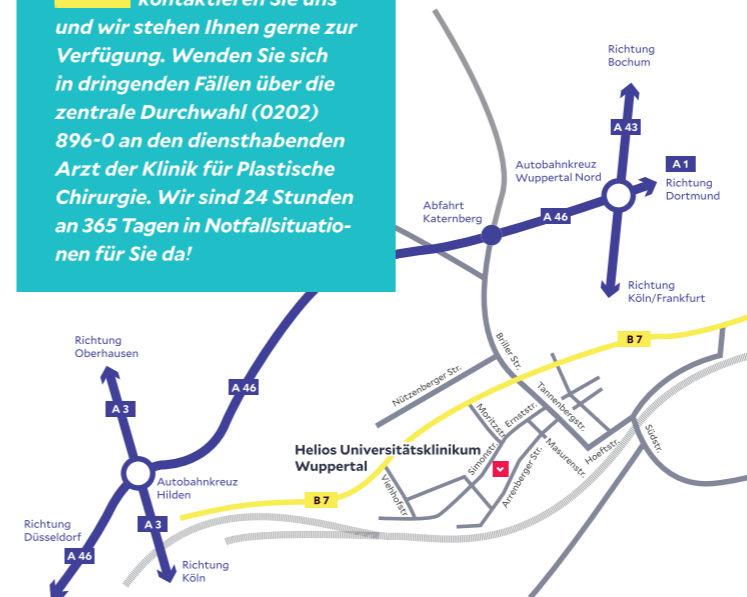 kontaktieren Sie uns
und wir stehen Ihnen gerne zur
Verfügung. Wenden Sie sich
in dringenden Fällen über die
zentrale Durchwahl (0202)
896-0 an den diensthabenden
Arzt der Klinik für Plastische
Chirurgie. Wir sind 24 Stunden
an 365 Tagen in Notfallsituatio-
nen für Sie da!
Richtung
Bochum
A 43
A 1
Autobahnkreuz
Wuppertal Nord
Richtung
Dortmund
Abfahrt
Katernberg
A 46
Richtung
Köln/Frankfurt
B 7
Richtung
Oberhausen
A 46
A 3
Briller Str.
Nützenberger Str.
Tannenbergstr.
Moritzstr.
Ernststr.
Helios Universitätsklinikum
Wuppertal
Simonstr.
Masurenstr.
Hoeftstr.
Südstr.
Arrenberger Str.
Viehhofstr.
Autobahnkreuz
Hilden
B 7
Richtung
Düsseldorf
A 3
A 46
Richtung
Köln